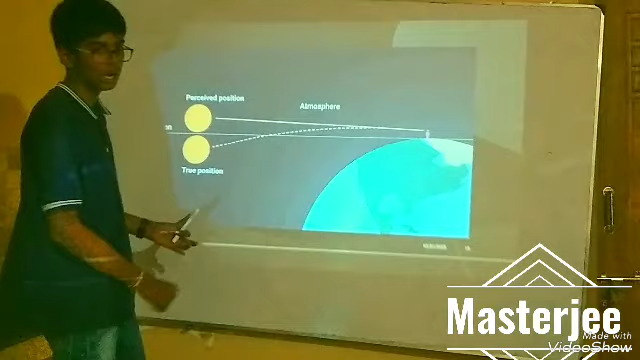 Perceived position
Atmosphere
True position
Masterjee
Made with
VideoShow